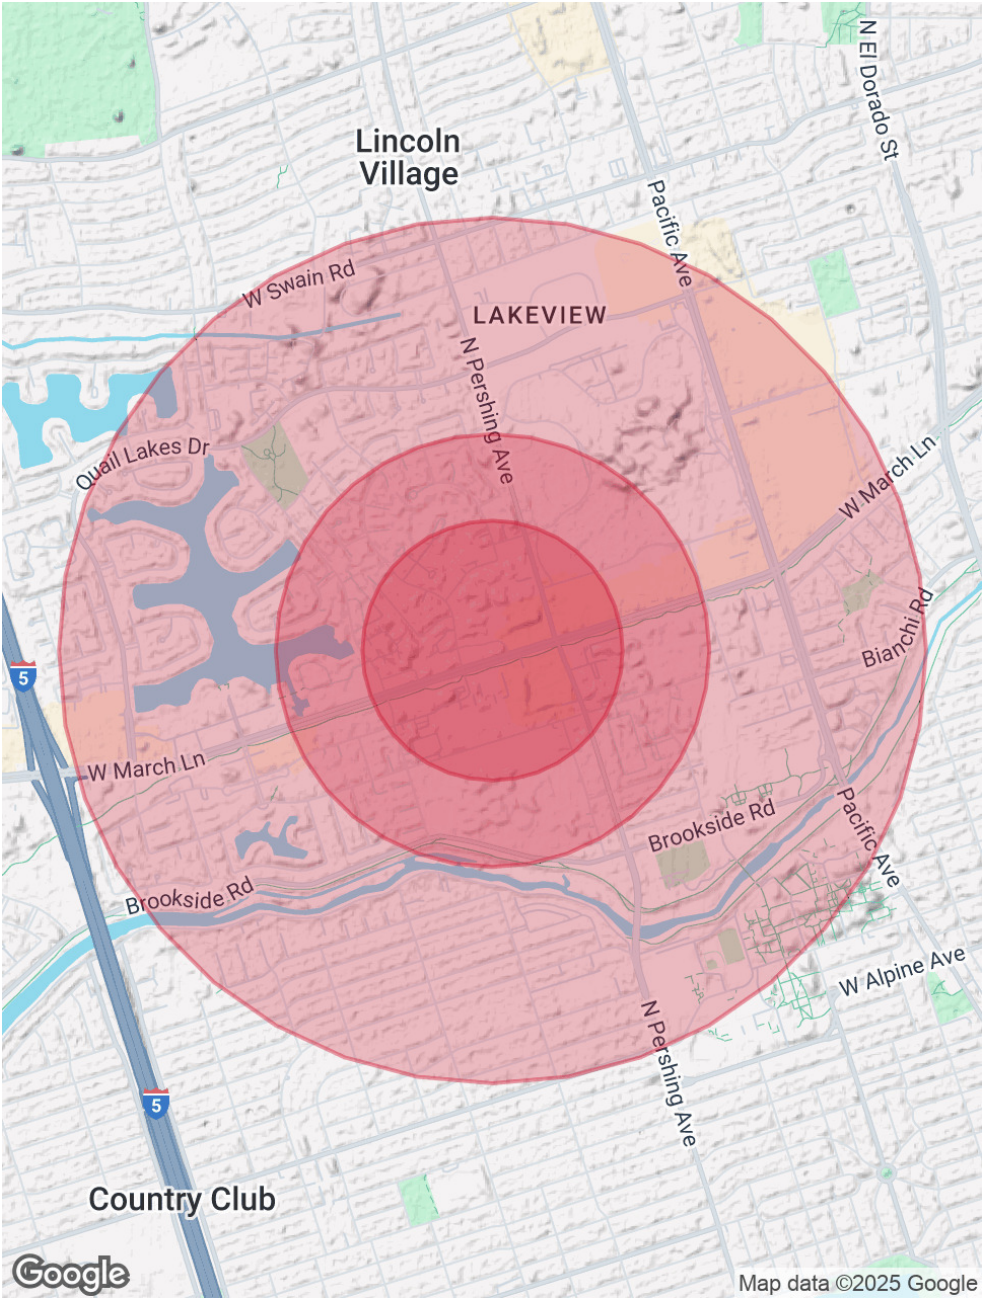 N El Dorado St
Lincoln
Village
Pacific Ave
W Swain Rd
LAKEVIEW
N Pershing Ave
Quail Lakes Dr
W March Ln
Bianchi Rd
5
W March Ln
Brookside Rd
Pacific Ave
Brookside Rd
W Alpine Ave
N Pershing Ave
5
Country Club
Google
Map data ©2025 Google